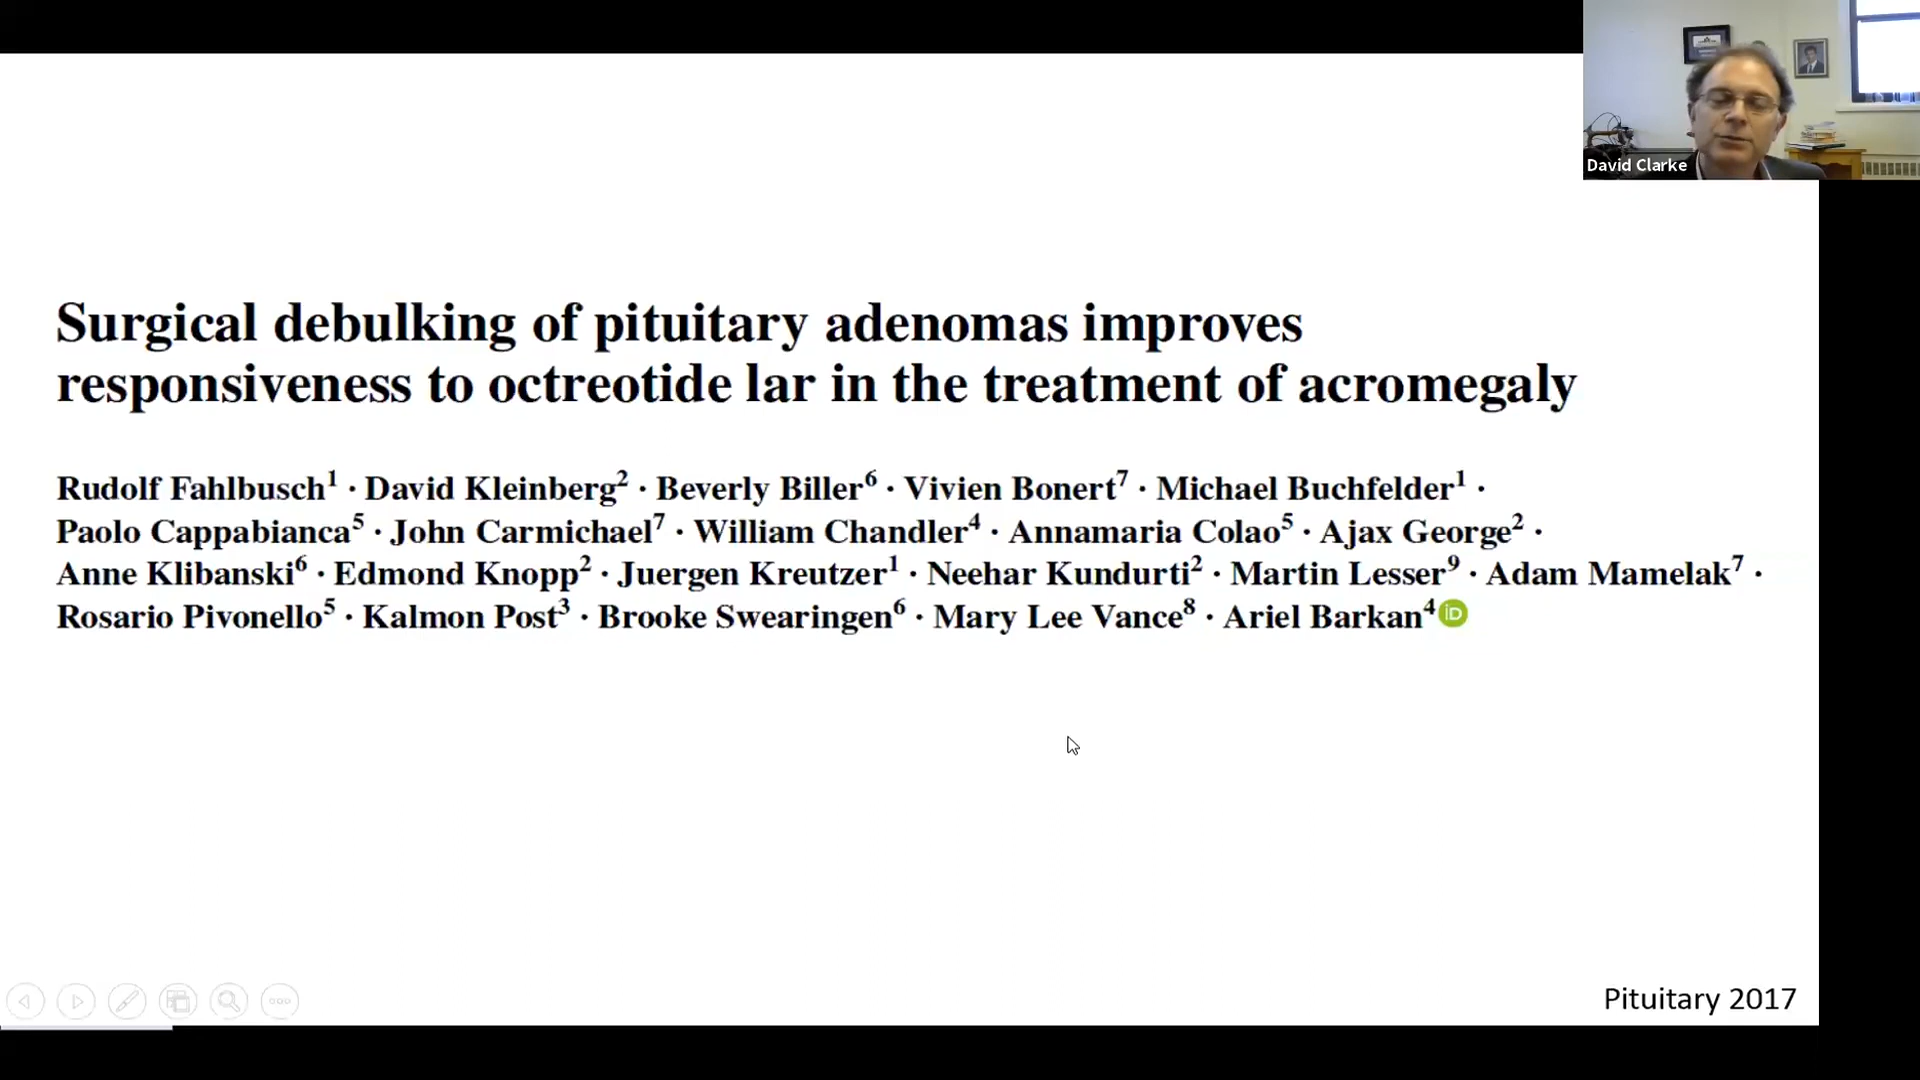 David Clarke
Surgical debulking of pituitary adenomas improves
responsiveness to octreotide lar in the treatment of acromegaly
Rudolf Fahlbusch1 · David Kleinberg2 · Beverly Biller6 · Vivien Bonert7 · Michael Buchfelder1 ·
Paolo Cappabianca5 · John Carmichael7 · William Chandler4 · Annamaria Colao5 · Ajax George2 ·
Anne Klibanski6 · Edmond Knopp2 · Juergen Kreutzer1 · Neehar Kundurti2 · Martin Lesser9 · Adam Mamelak7 ·
Rosario Pivonello5 · Kalmon Post3 · Brooke Swearingen6 · Mary Lee Vance8 · Ariel Barkan4 iD
Pituitary 2017